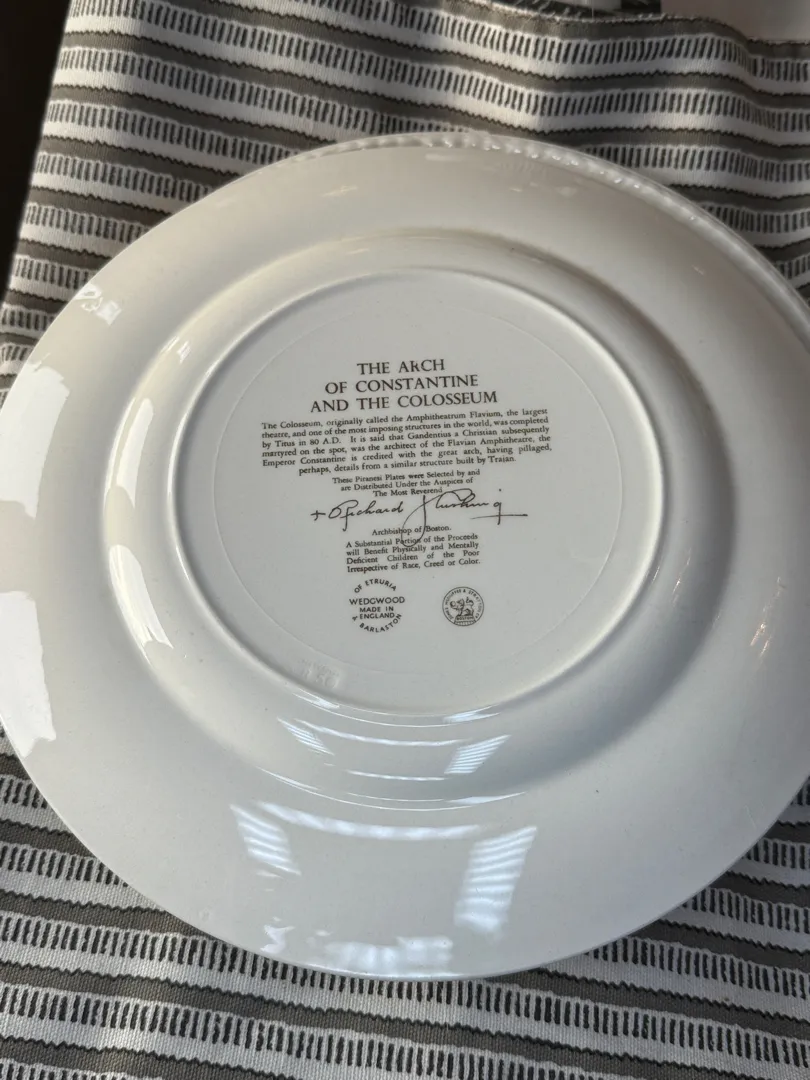 THE ARCH
OF CONSTANTINE
AND THE COLOSSEUM
The Colosseum, originally called the Amphitheatrum Flavium, the largest
theatre, and one of the most imposing structures in the world, was completed
by Titus in 80 A.D. It is said that Gandentius a Christian subsequently
martyred on the spot, was the architect of the Flavian Amphitheatre, the
Emperor Constantine is credited with the great arch, having pillaged,
perhaps, details from a similar structure built by Trajan.
These Piranesi Plates were Selected by and
are Distributed Under the Auspices of
The Most Reverend
+ Richard J Cushing
Archbishop of Boston.
A Substantial Portion of the Proceeds
will Benefit Physically and Mentally
Deficient Children of the Poor
Irrespective of Race, Creed or Color.
OF ETRURIA
WEDGWOOD
MADE IN
ENGLAND
& BARLASTON